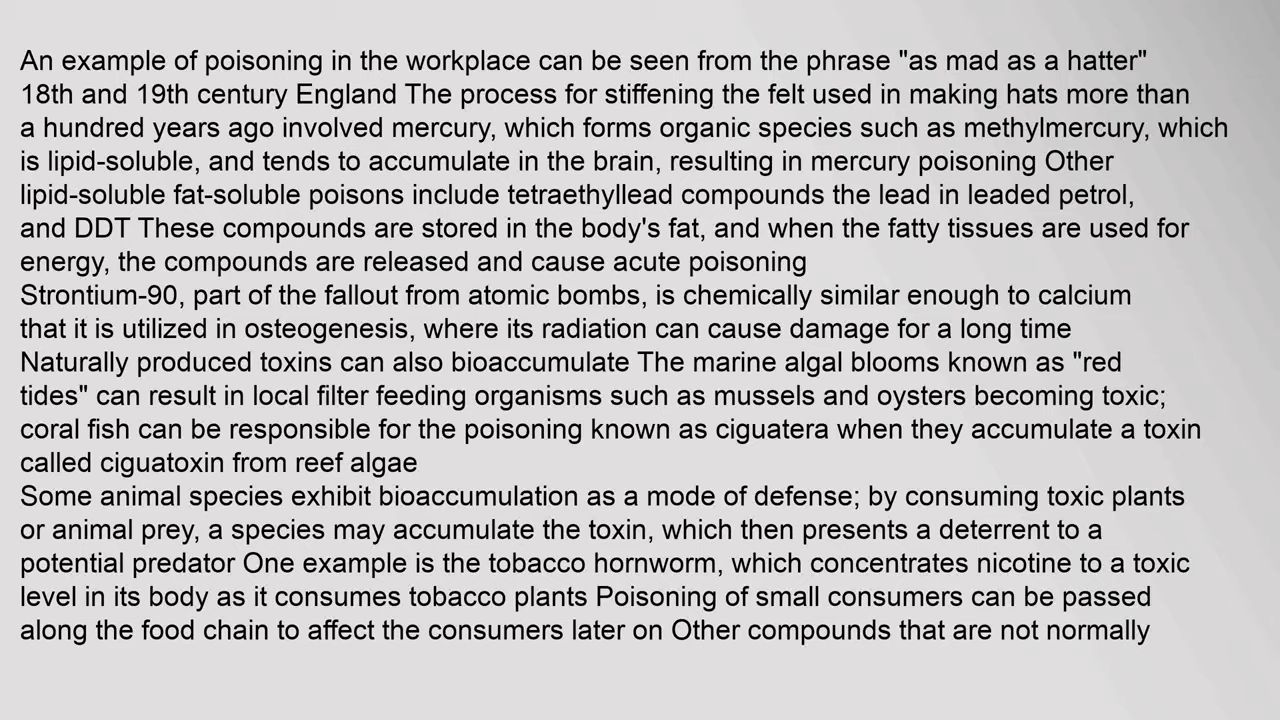 An example of poisoning in the workplace can be seen from the phrase "as mad as a hatter"
18th and 19th century England The process for stiffening the felt used in making hats more than
a hundred years ago involved mercury, which forms organic species such as methylmercury, which
is lipid-soluble, and tends to accumulate in the brain, resulting in mercury poisoning Other
lipid-soluble fat-soluble poisons include tetraethyllead compounds the lead in leaded petrol,
and DDT These compounds are stored in the body's fat, and when the fatty tissues are used for
energy, the compounds are released and cause acute poisoning
Strontium-90, part of the fallout from atomic bombs, is chemically similar enough to calcium
that it is utilized in osteogenesis, where its radiation can cause damage for a long time
Naturally produced toxins can also bioaccumulate The marine algal blooms known as "red
tides" can result in local filter feeding organisms such as mussels and oysters becoming toxic;
coral fish can be responsible for the poisoning known as ciguatera when they accumulate a toxin
called ciguatoxin from reef algae
Some animal species exhibit bioaccumulation as a mode of defense; by consuming toxic plants
or animal prey, a species may accumulate the toxin, which then presents a deterrent to a
potential predator One example is the tobacco hornworm, which concentrates nicotine to a toxic
level in its body as it consumes tobacco plants Poisoning of small consumers can be passed
along the food chain to affect the consumers later on Other compounds that are not normally